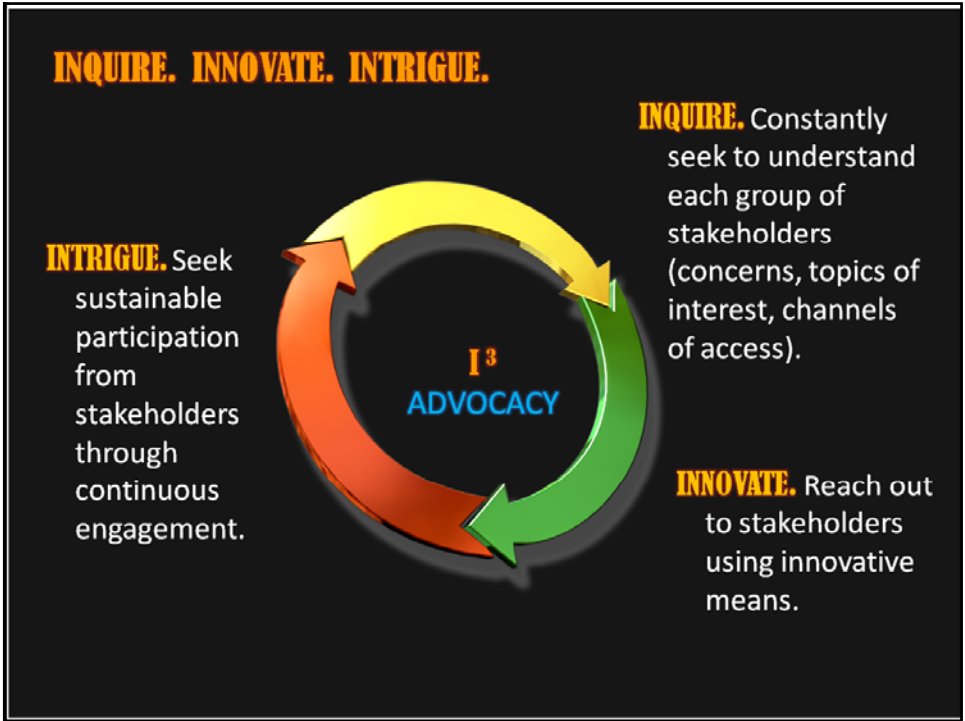 INQUIRE. INNOVATE. INTRIGUE.
INQUIRE. Constantly
seek to understand
each group of
stakeholders
(concerns, topics of
interest, channels
of access).
INNOVATE. Reach out
to stakeholders
using innovative
means.
INTRIGUE. Seek
sustainable
participation
from
stakeholders
through
continuous
engagement.
I³
ADVOCACY